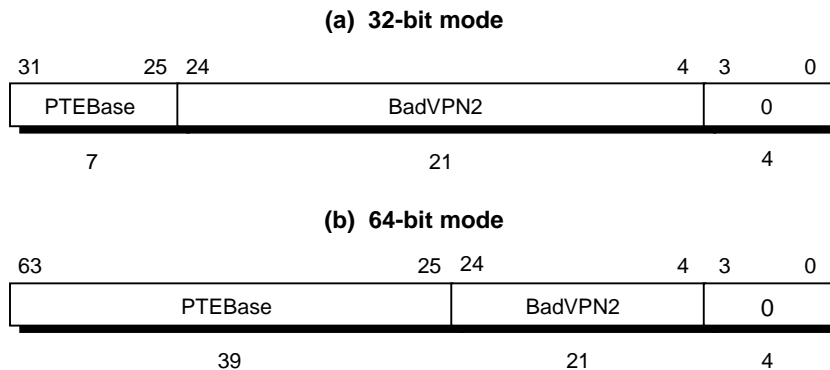 (a) 32-bit mode
31 25 24 4 3 0
PTEBase BadVPN2 0
7 21 4
(b) 64-bit mode
63 25 24 4 3 0
PTEBase BadVPN2 0
39 21 4